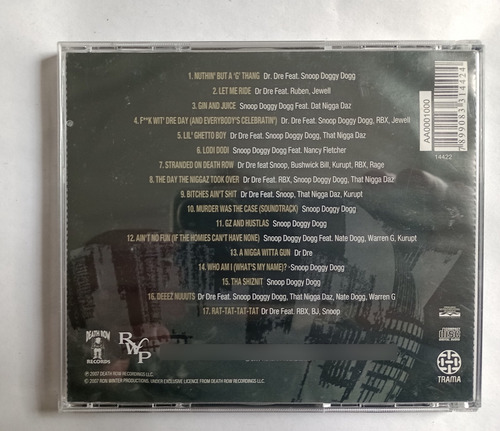 1. NUTHIN' BUT A 'G' THANG Dr. Dre Feat. Snoop Doggy Dogg
2. LET ME RIDE Dr Dre Feat. Ruben, Jewell
3. GIN AND JUICE Snoop Doggy Dogg Feat. Dat Nigga Daz
4. F**K WIT' DRE DAY (AND EVERYBODY'S CELEBRATIN') Dr. Dre Feat. Snoop Doggy Dogg, RBX, Jewell
5. LIL' GHETTO BOY Dr Dre Feat. Snoop Doggy Dogg, That Nigga Daz
6. LODI DODI Snoop Doggy Dogg Feat. Nancy Fletcher
7. STRANDED ON DEATH ROW Dr Dre feat Snoop, Bushwick Bill, Kurupt, RBX, Rage
8. THE DAY THE NIGGAZ TOOK OVER Dr Dre Feat. RBX, Snoop Doggy Dogg, That Nigga Daz
9. BITCHES AIN'T SHIT Dr Dre Feat. Snoop, That Nigga Daz, Kurupt
10. MURDER WAS THE CASE (SOUNDTRACK) Snoop Doggy Dogg
11. GZ AND HUSTLAS Snoop Doggy Dogg
12. AIN'T NO FUN (IF THE HOMIES CAN'T HAVE NONE) Snoop Doggy Dogg Feat. Nate Dogg, Warren G, Kurupt
13. A NIGGA WITTA GUN Dr Dre
14. WHO AM I (WHAT'S MY NAME)? -Snoop Doggy Dogg
15. THA SHIZNIT Snoop Doggy Dogg
16. DEEEZ NUUUTS Dr Dre Feat. Snoop Doggy Dogg, That Nigga Daz, Nate Dogg, Warren G
17. RAT-TAT-TAT-TAT Dr Dre Feat. RBX, BJ, Snoop
AA0001000
7899083314424
14422
DEATH ROW
RECORDS
RWP
TRAMA
℗ 2007 DEATH ROW RECORDINGS LLC.
© 2007 RON WINTER PRODUCTIONS. UNDER EXCLUSIVE LICENCE FROM DEATH ROW RECORDINGS LLC.